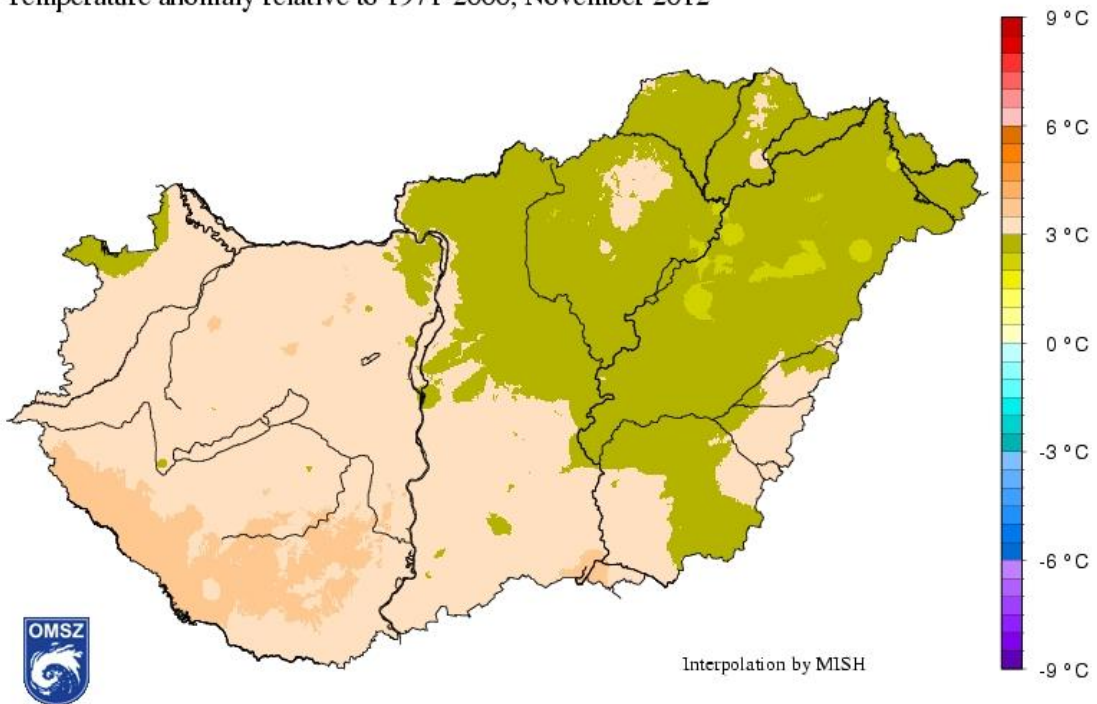 Temperature anomaly relative to 1971-2000, November 2012
9 °C
6 °C
3 °C
0 °C
-3 °C
-6 °C
-9 °C
OMSZ
Interpolation by MISH